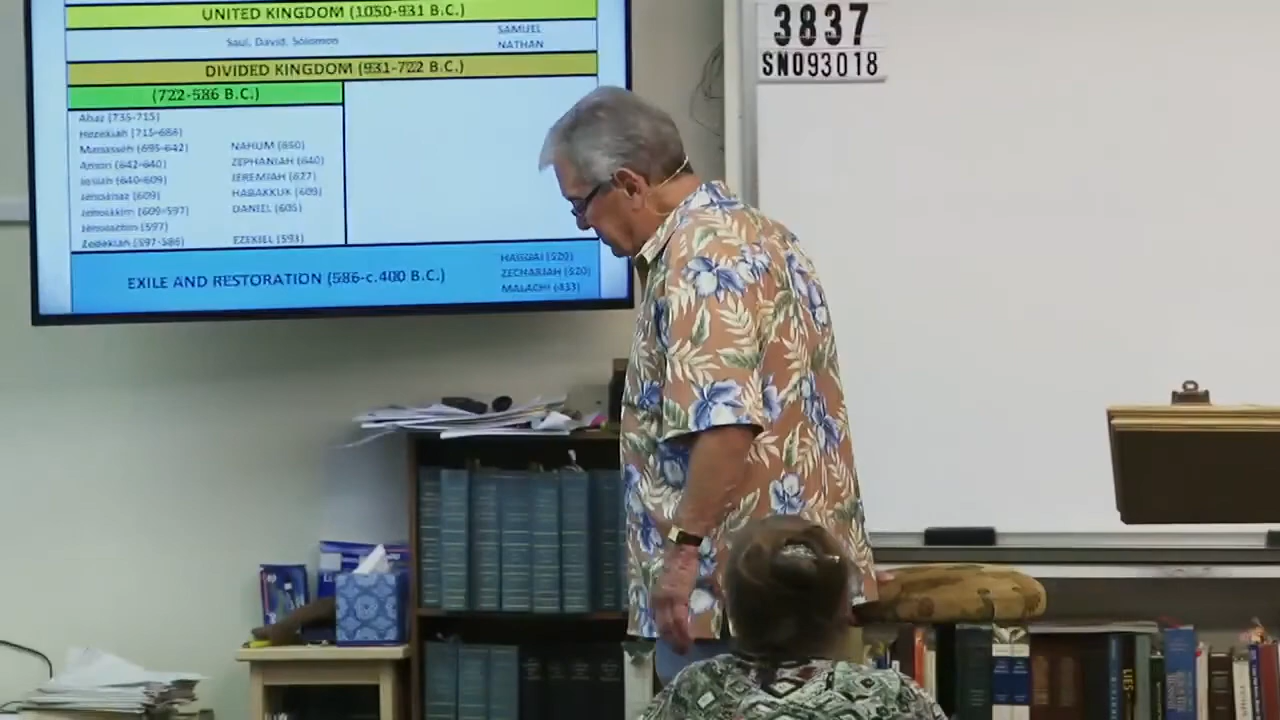 UNITED KINGDOM (1050-931 B.C.)
Saul, David, Solomon
SAMUEL
NATHAN
DIVIDED KINGDOM (931-722 B.C.)
(722-586 B.C.)
Ahaz (735-715)
Hezekiah (715-686)
Manasseh (695-642)
NAHUM (650)
Amon (642-640)
ZEPHANIAH (640)
Josiah (640-609)
JEREMIAH (627)
Jehoahaz (609)
HABAKKUK (609)
Jehoiakim (609-597)
DANIEL (605)
Jehoiachin (597)
Zedekiah (597-586)
EZEKIEL (593)
EXILE AND RESTORATION (586-c.400 B.C.)
HAGGAI (520)
ZECHARIAH (520)
MALACHI (433)
3837
SN093018
LIES